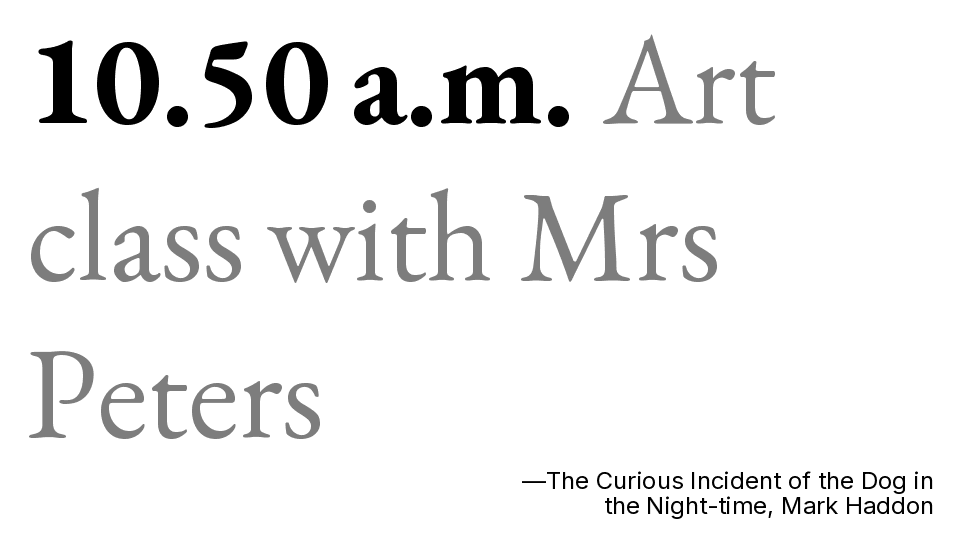 10.50 a.m. Art
class with Mrs
Peters
—The Curious Incident of the Dog in
the Night-time, Mark Haddon